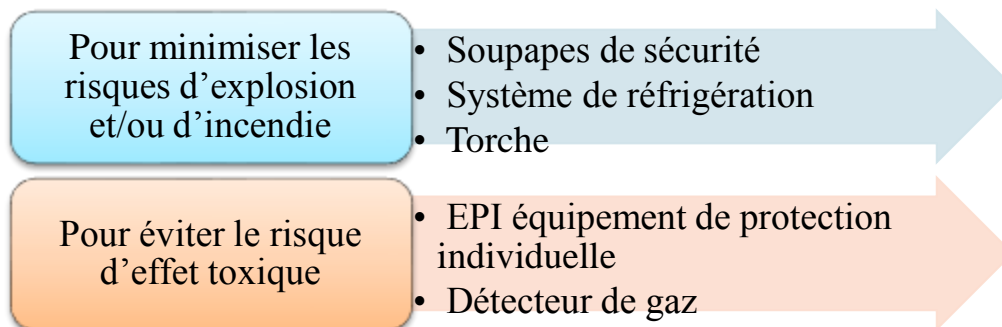 Pour minimiser les
risques d’explosion
et/ou d’incendie
• Soupapes de sécurité
• Système de réfrigération
• Torche
Pour éviter le risque
d’effet toxique
• EPI équipement de protection
individuelle
• Détecteur de gaz